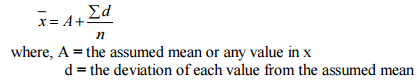 x̄ = A + Σd/n
where, A = the assumed mean or any value in x
d = the deviation of each value from the assumed mean